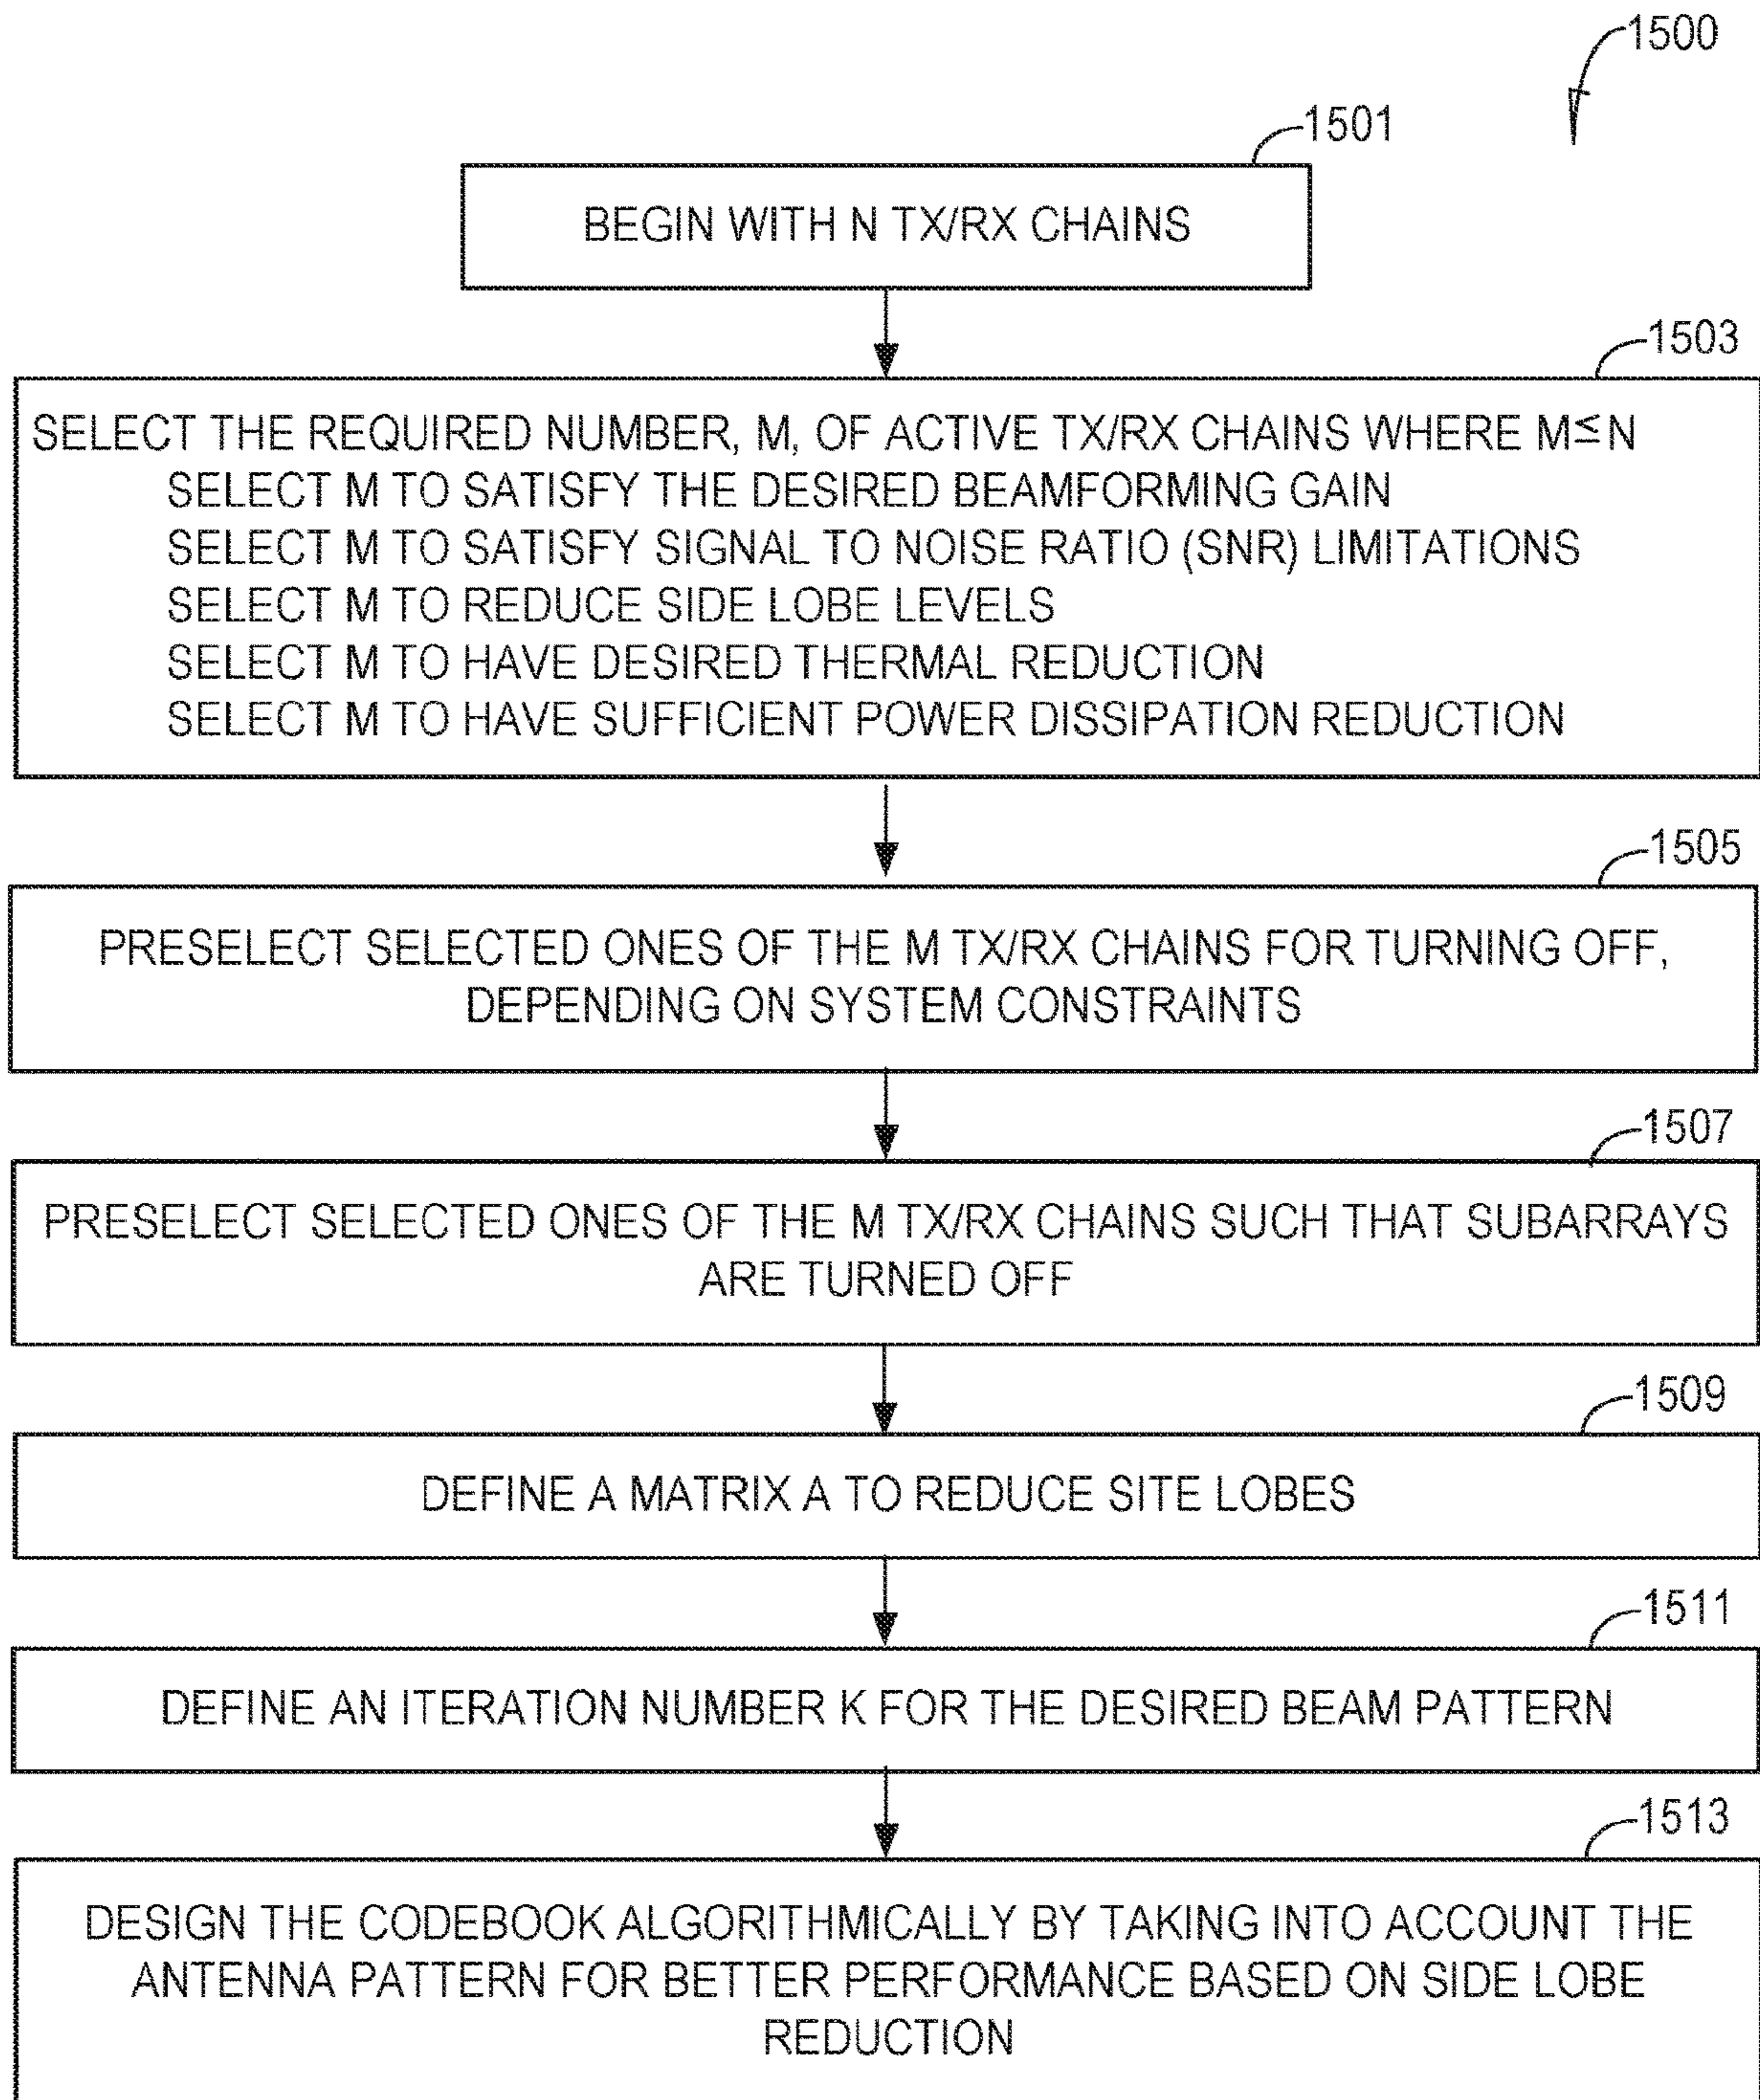 1500
1501
BEGIN WITH N TX/RX CHAINS
1503
SELECT THE REQUIRED NUMBER, M, OF ACTIVE TX/RX CHAINS WHERE M≤N
SELECT M TO SATISFY THE DESIRED BEAMFORMING GAIN
SELECT M TO SATISFY SIGNAL TO NOISE RATIO (SNR) LIMITATIONS
SELECT M TO REDUCE SIDE LOBE LEVELS
SELECT M TO HAVE DESIRED THERMAL REDUCTION
SELECT M TO HAVE SUFFICIENT POWER DISSIPATION REDUCTION
1505
PRESELECT SELECTED ONES OF THE M TX/RX CHAINS FOR TURNING OFF,
DEPENDING ON SYSTEM CONSTRAINTS
1507
PRESELECT SELECTED ONES OF THE M TX/RX CHAINS SUCH THAT SUBARRAYS
ARE TURNED OFF
1509
DEFINE A MATRIX A TO REDUCE SITE LOBES
1511
DEFINE AN ITERATION NUMBER K FOR THE DESIRED BEAM PATTERN
1513
DESIGN THE CODEBOOK ALGORITHMICALLY BY TAKING INTO ACCOUNT THE
ANTENNA PATTERN FOR BETTER PERFORMANCE BASED ON SIDE LOBE
REDUCTION